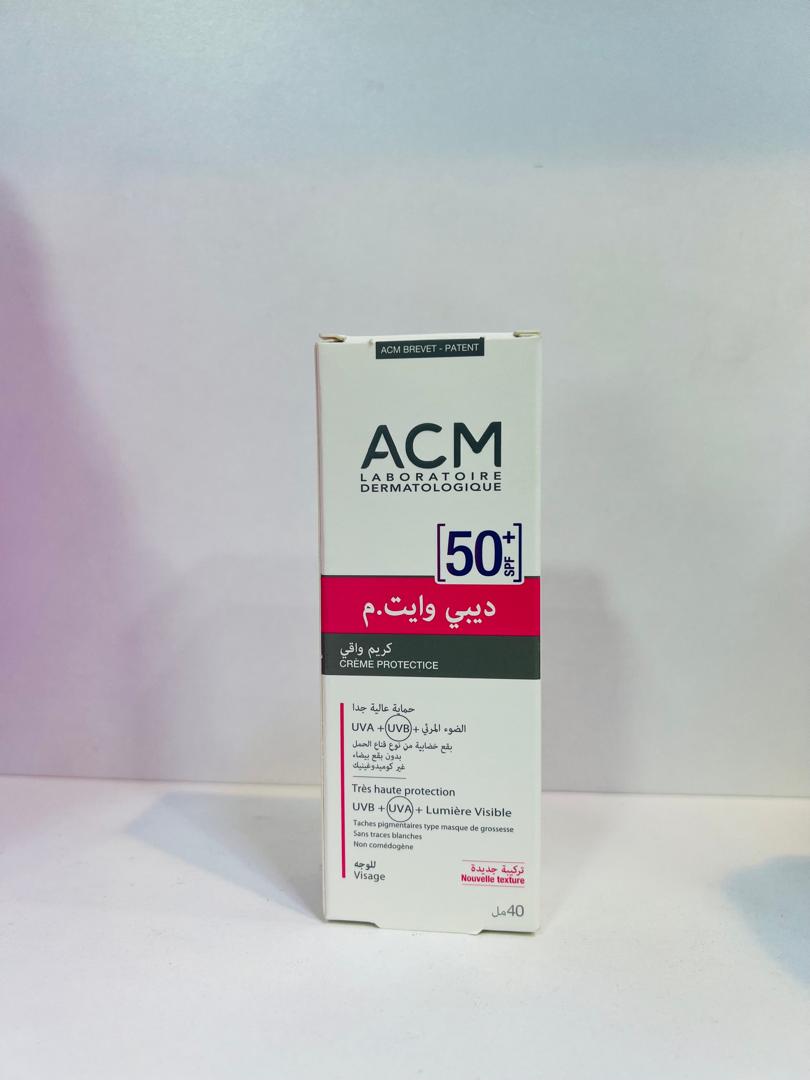 ACM BREVET - PATENT
ACM
LABORATOIRE
DERMATOLOGIQUE
50+
SPF
ديبي وايت.م
كريم واقي
CRÈME PROTECTICE
حماية عالية جدا
UVA + UVB + الضوء المرئي
بقع خضابية من نوع قناع الحمل
بدون بقع بيضاء
غير كوميدوغينيك
Très haute protection
UVB + UVA + Lumière Visible
Taches pigmentaires type masque de grossesse
Sans traces blanches
Non comédogène
للوجه
Visage
تركيبة جديدة
Nouvelle texture
40مل